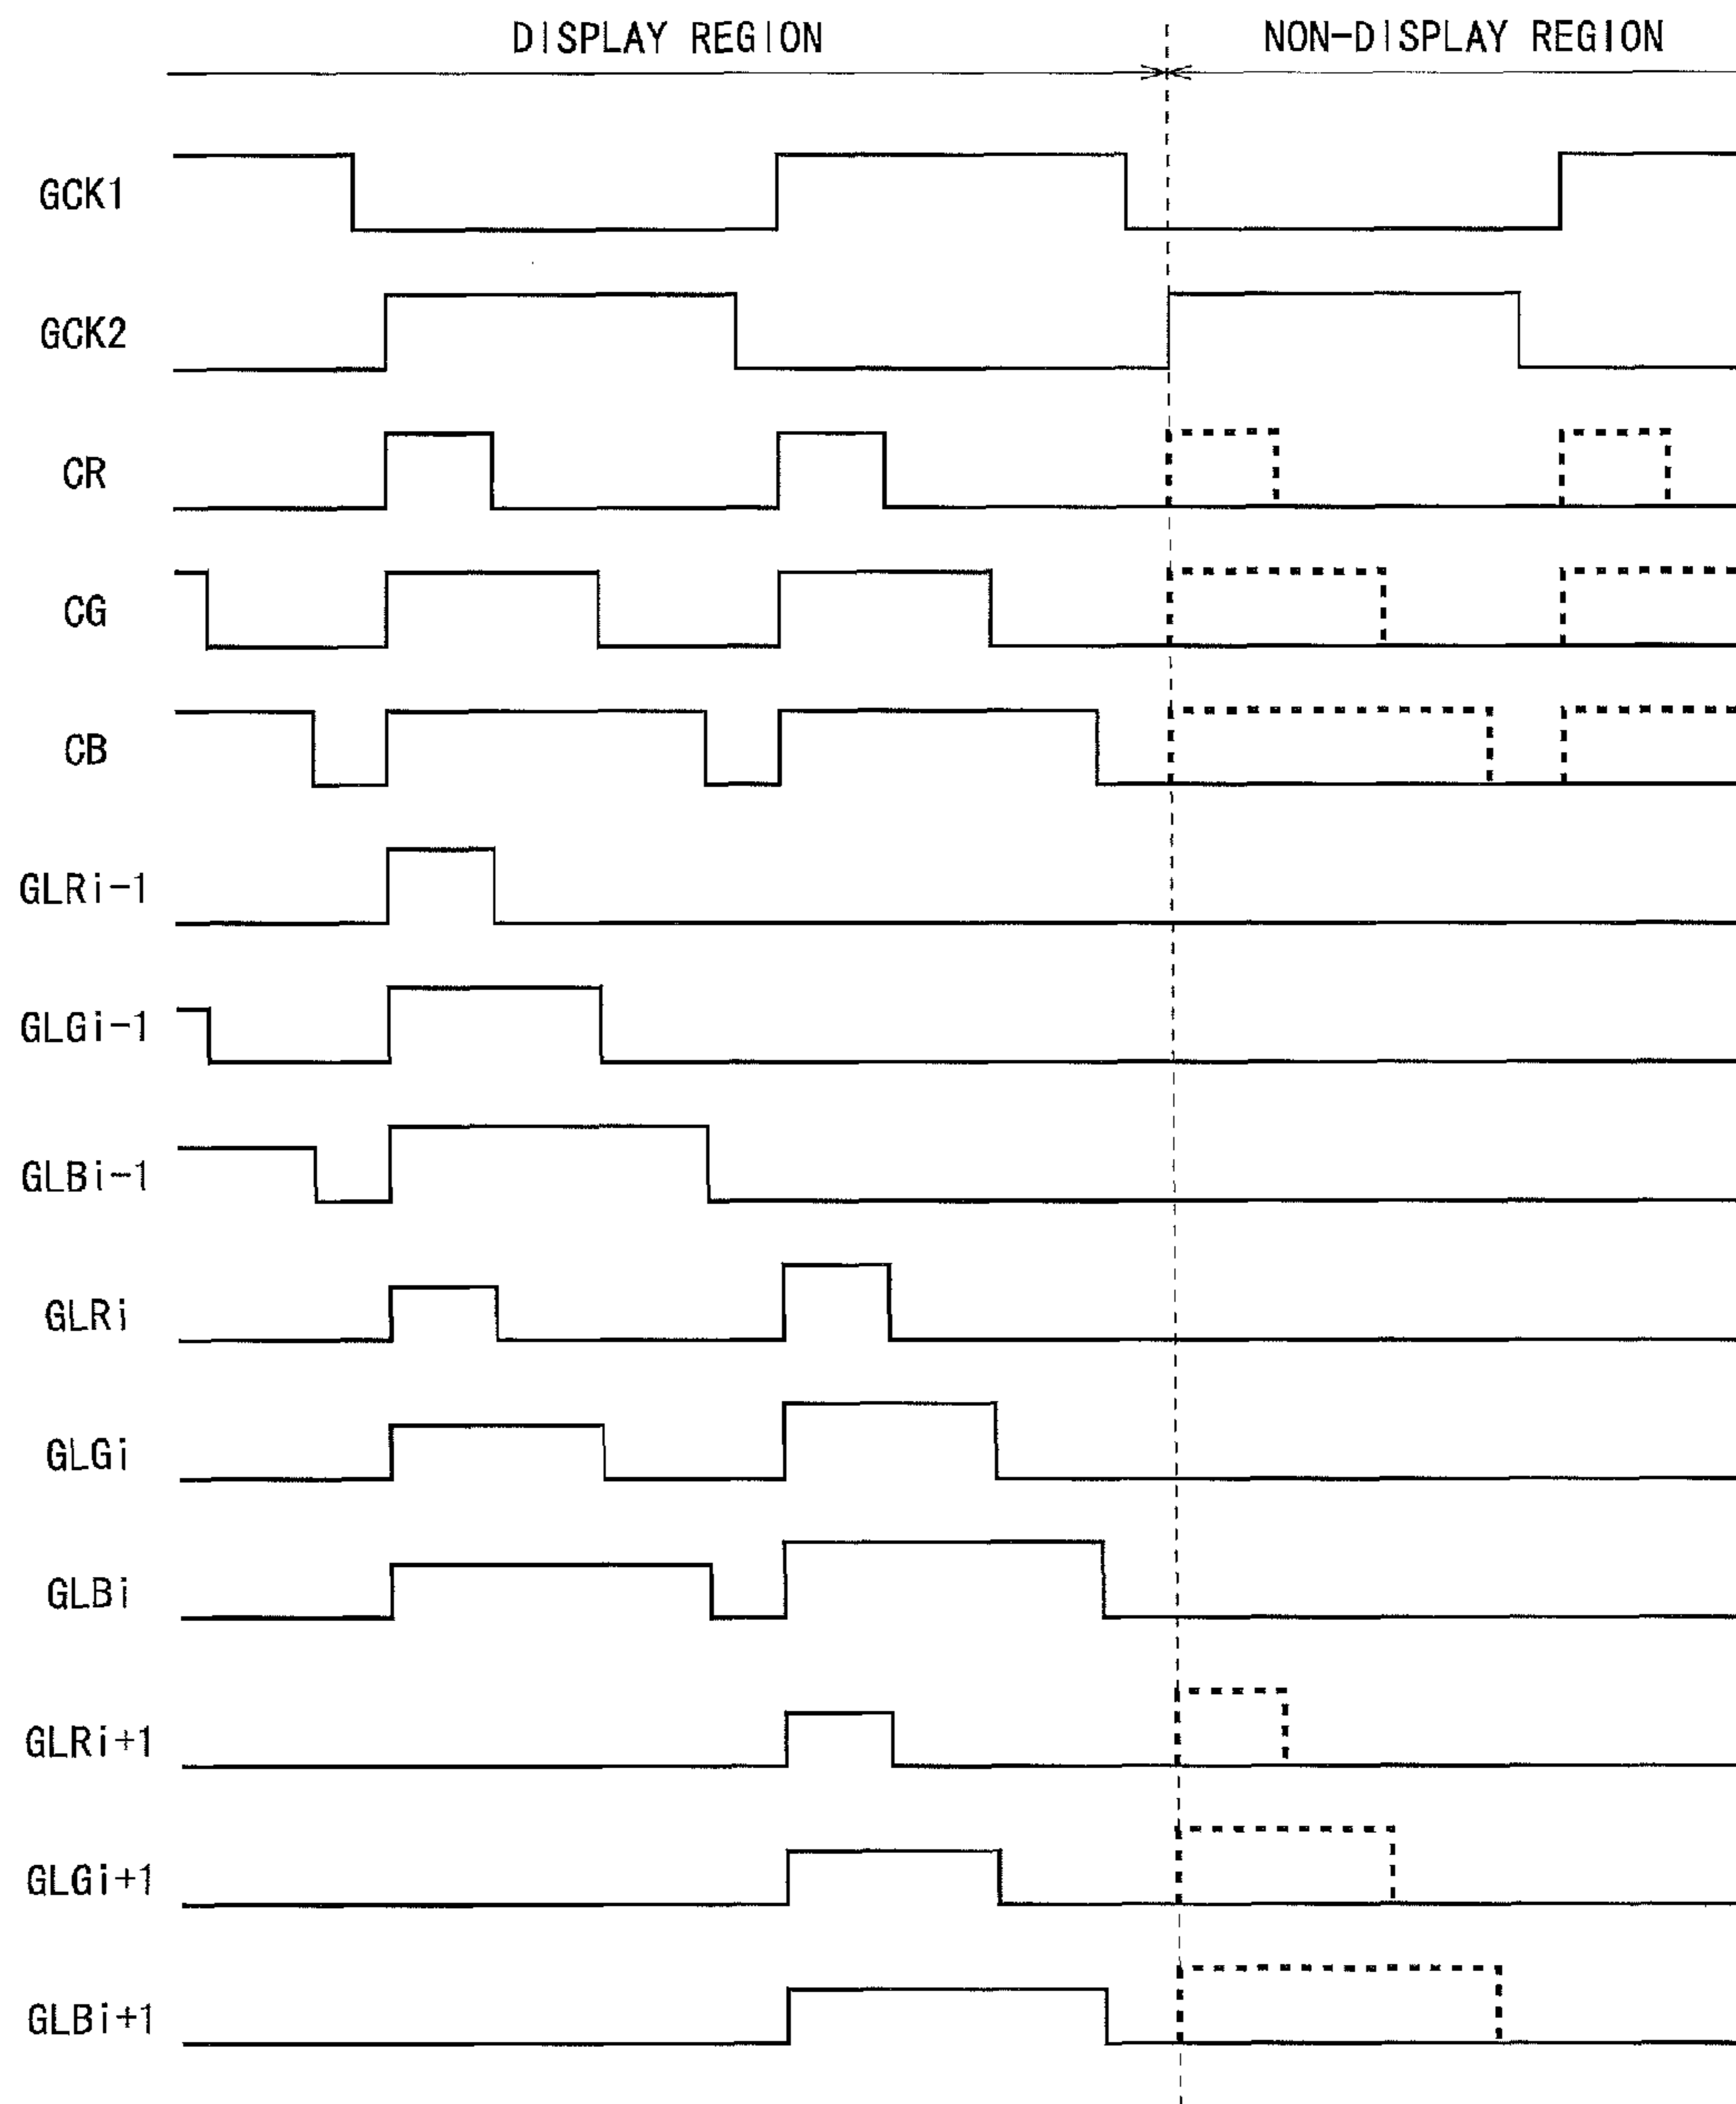 DISPLAY REGION
NON-DISPLAY REGION
GCK1
GCK2
CR
CG
CB
GLRi-1
GLGi-1
GLBi-1
GLRi
GLGi
GLBi
GLRi+1
GLGi+1
GLBi+1